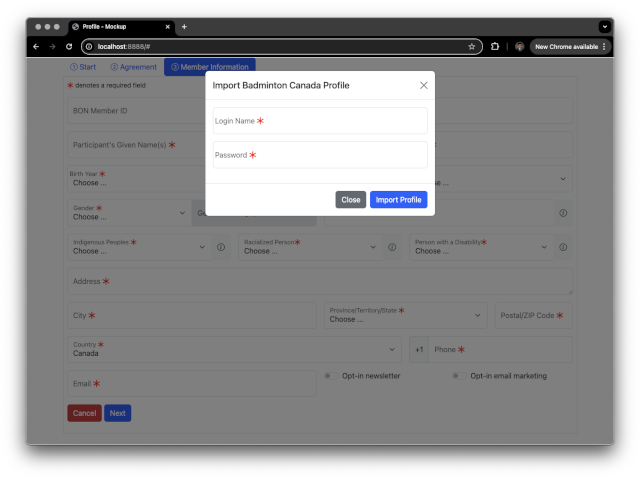 Profile - Mockup
localhost:8888/#
New Chrome available
1 Start 2 Agreement 3 Member Information
* denotes a required field
Import Badminton Canada Profile
BON Member ID
Login Name *
Participant's Given Name(s) *
Password *
Birth Year *
Choose ...
Close Import Profile
Gender *
Choose ...
Indigenous Peoples *
Choose ...
Racialized Person*
Choose ...
Person with a Disability*
Choose ...
Address *
City *
Province/Territory/State *
Choose ...
Postal/ZIP Code *
Country *
Canada
+1 Phone *
Email *
Opt-in newsletter
Opt-in email marketing
Cancel Next